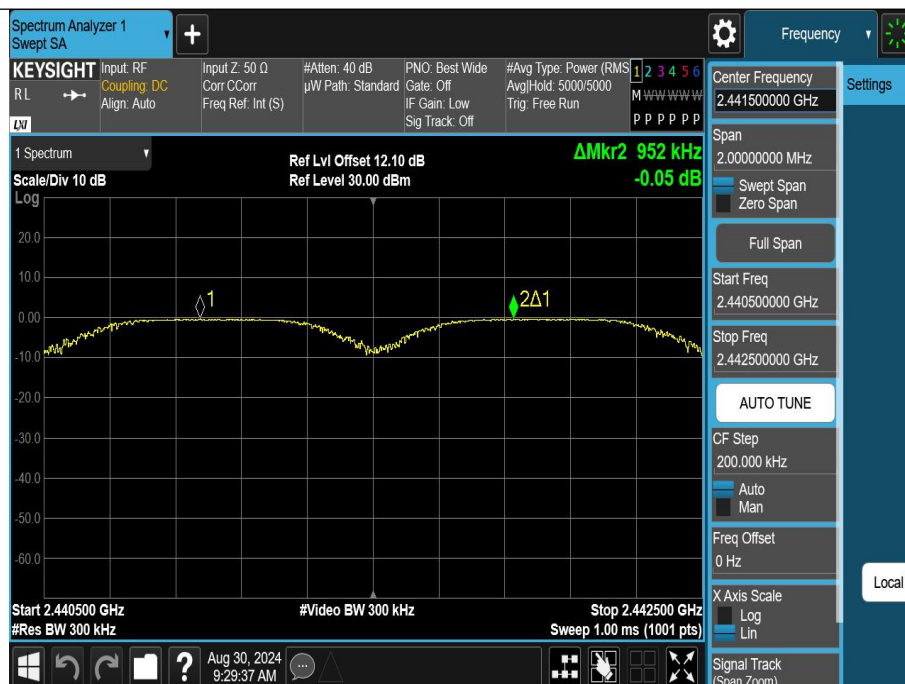 Spectrum Analyzer 1
Swept SA
Frequency
KEYSIGHT
RL
LXI
Input: RF
Coupling: DC
Align: Auto
Input Z: 50 Ω
Corr CCorr
Freq Ref: Int (S)
#Atten: 40 dB
µW Path: Standard
PNO: Best Wide
Gate: Off
IF Gain: Low
Sig Track: Off
#Avg Type: Power (RMS
Avg|Hold: 5000/5000
Trig: Free Run
1 2 3 4 5 6
M W W W W W
P P P P P P
Center Frequency
2.441500000 GHz
Settings
1 Spectrum
Scale/Div 10 dB
Log
Ref Lvl Offset 12.10 dB
Ref Level 30.00 dBm
ΔMkr2 952 kHz
-0.05 dB
20.0
10.0
0.00
-10.0
-20.0
-30.0
-40.0
-50.0
-60.0
1
2Δ1
Start 2.440500 GHz
#Res BW 300 kHz
#Video BW 300 kHz
Stop 2.442500 GHz
Sweep 1.00 ms (1001 pts)
Span
2.00000000 MHz
Swept Span
Zero Span
Full Span
Start Freq
2.440500000 GHz
Stop Freq
2.442500000 GHz
AUTO TUNE
CF Step
200.000 kHz
Auto
Man
Freq Offset
0 Hz
X Axis Scale
Log
Lin
Signal Track
(Span Zoom)
Local
?
Aug 30, 2024
9:29:37 AM